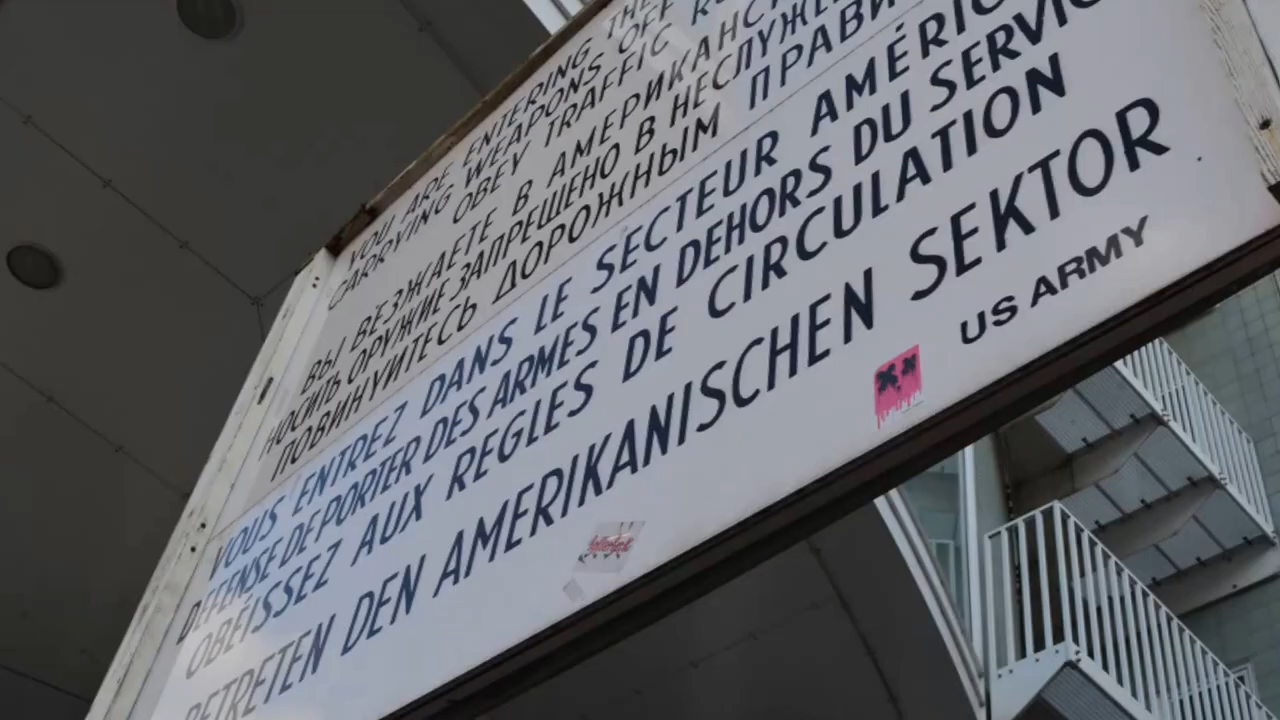 YOU ARE ENTERING THE
CARRYING WEAPONS OFF
OBEY TRAFFIC
ВЫ ВЕЗЖАЕТЕ В АМЕРИКАНСК
НОСИТЬ ОРУЖИЕ ЗАПРЕЩЕНО В НЕСЛУЖЕ
ПОВИНУИТЕСЬ ДОРОЖНЫМ ПРАВИ
VOUS ENTREZ DANS LE SECTEUR AMÉRIC
DEFENSE DE PORTER DES ARMES EN DEHORS DU SERVIC
OBÉISSEZ AUX REGLES DE CIRCULATION
BETRETEN DEN AMERIKANISCHEN SEKTOR
US ARMY